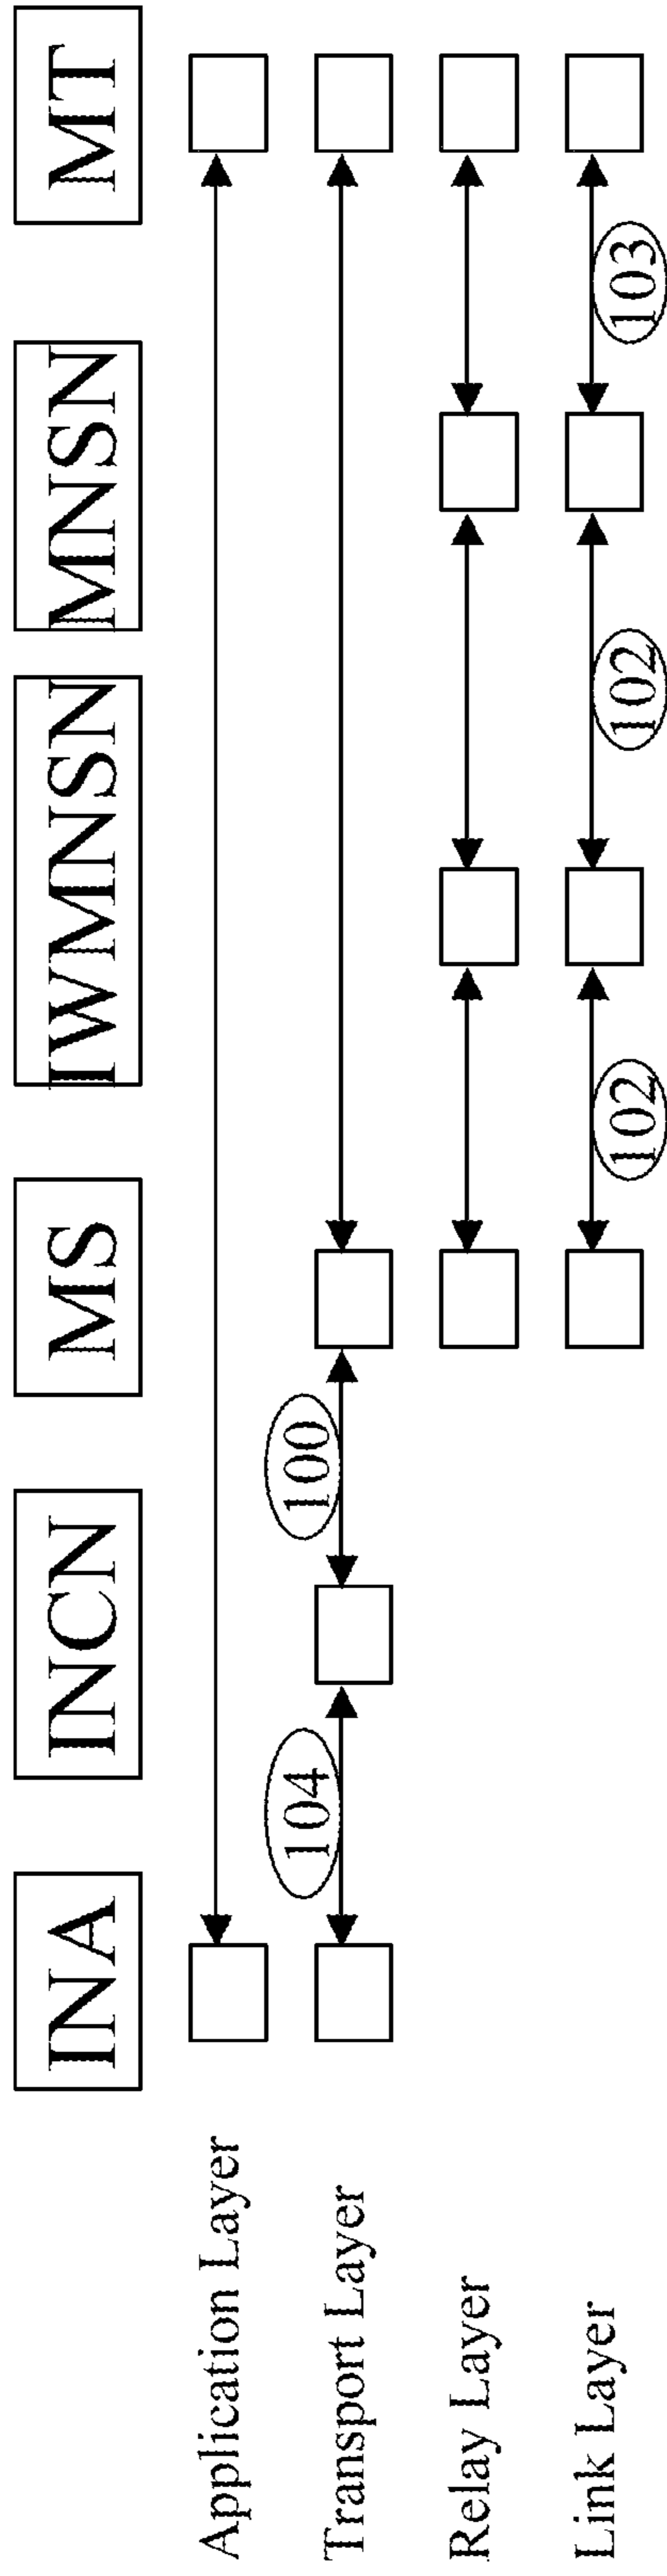 INA INCN MS IWMNSN MNSN MT
Application Layer
104 100
Transport Layer
Relay Layer
Link Layer
102 102 103